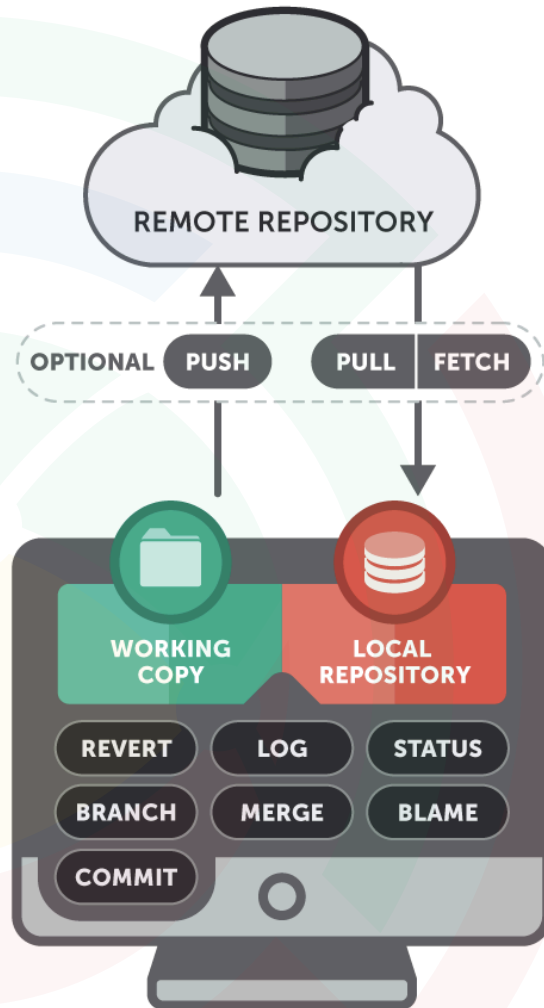 REMOTE REPOSITORY
OPTIONAL PUSH PULL FETCH
WORKING
COPY
LOCAL
REPOSITORY
REVERT LOG STATUS
BRANCH MERGE BLAME
COMMIT